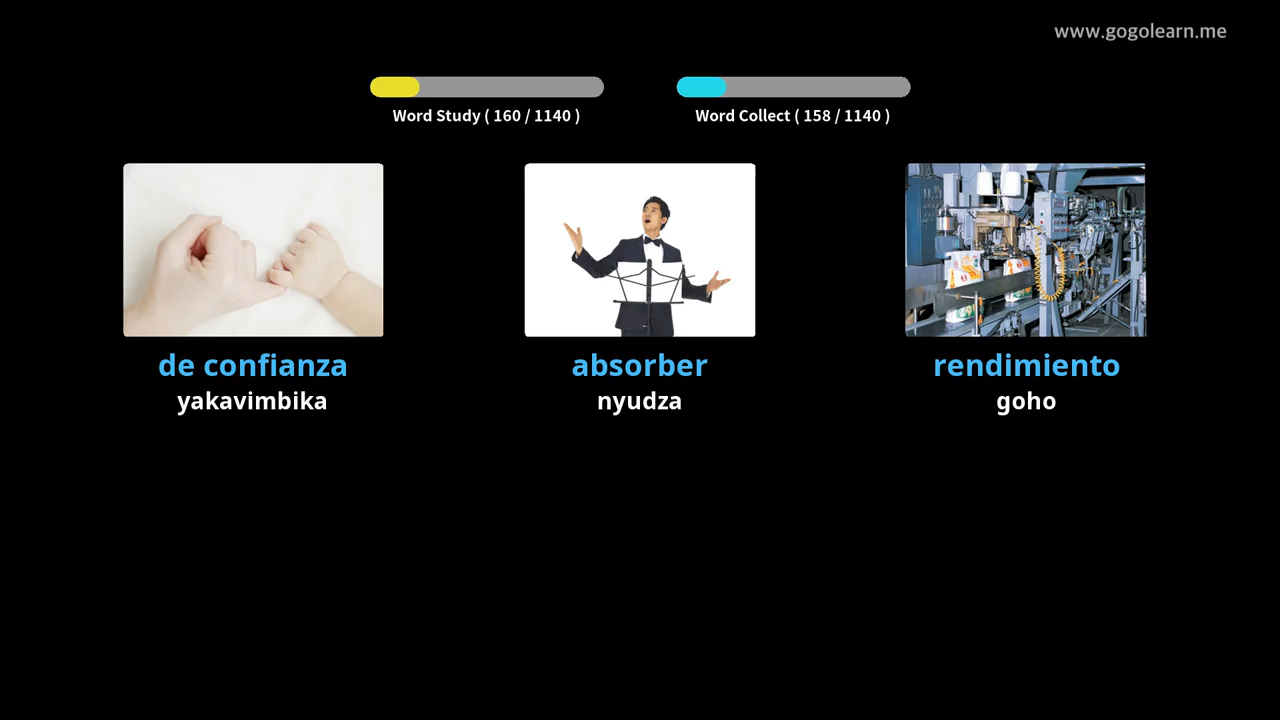 www.gogolearn.me
Word Study ( 160 / 1140 )
Word Collect ( 158 / 1140 )
de confianza
yakavimbika
absorber
nyudza
rendimiento
goho